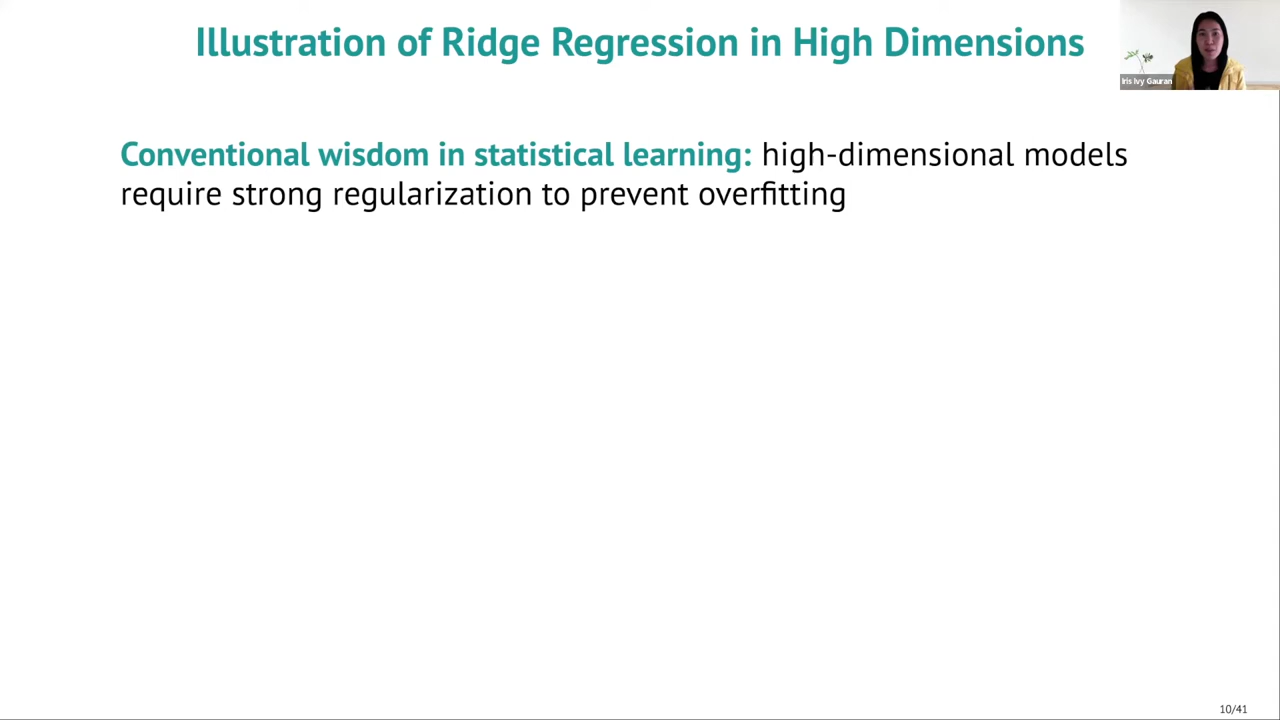 Illustration of Ridge Regression in High Dimensions
Iris Ivy Gauran
Conventional wisdom in statistical learning: high-dimensional models
require strong regularization to prevent overfitting
10/41